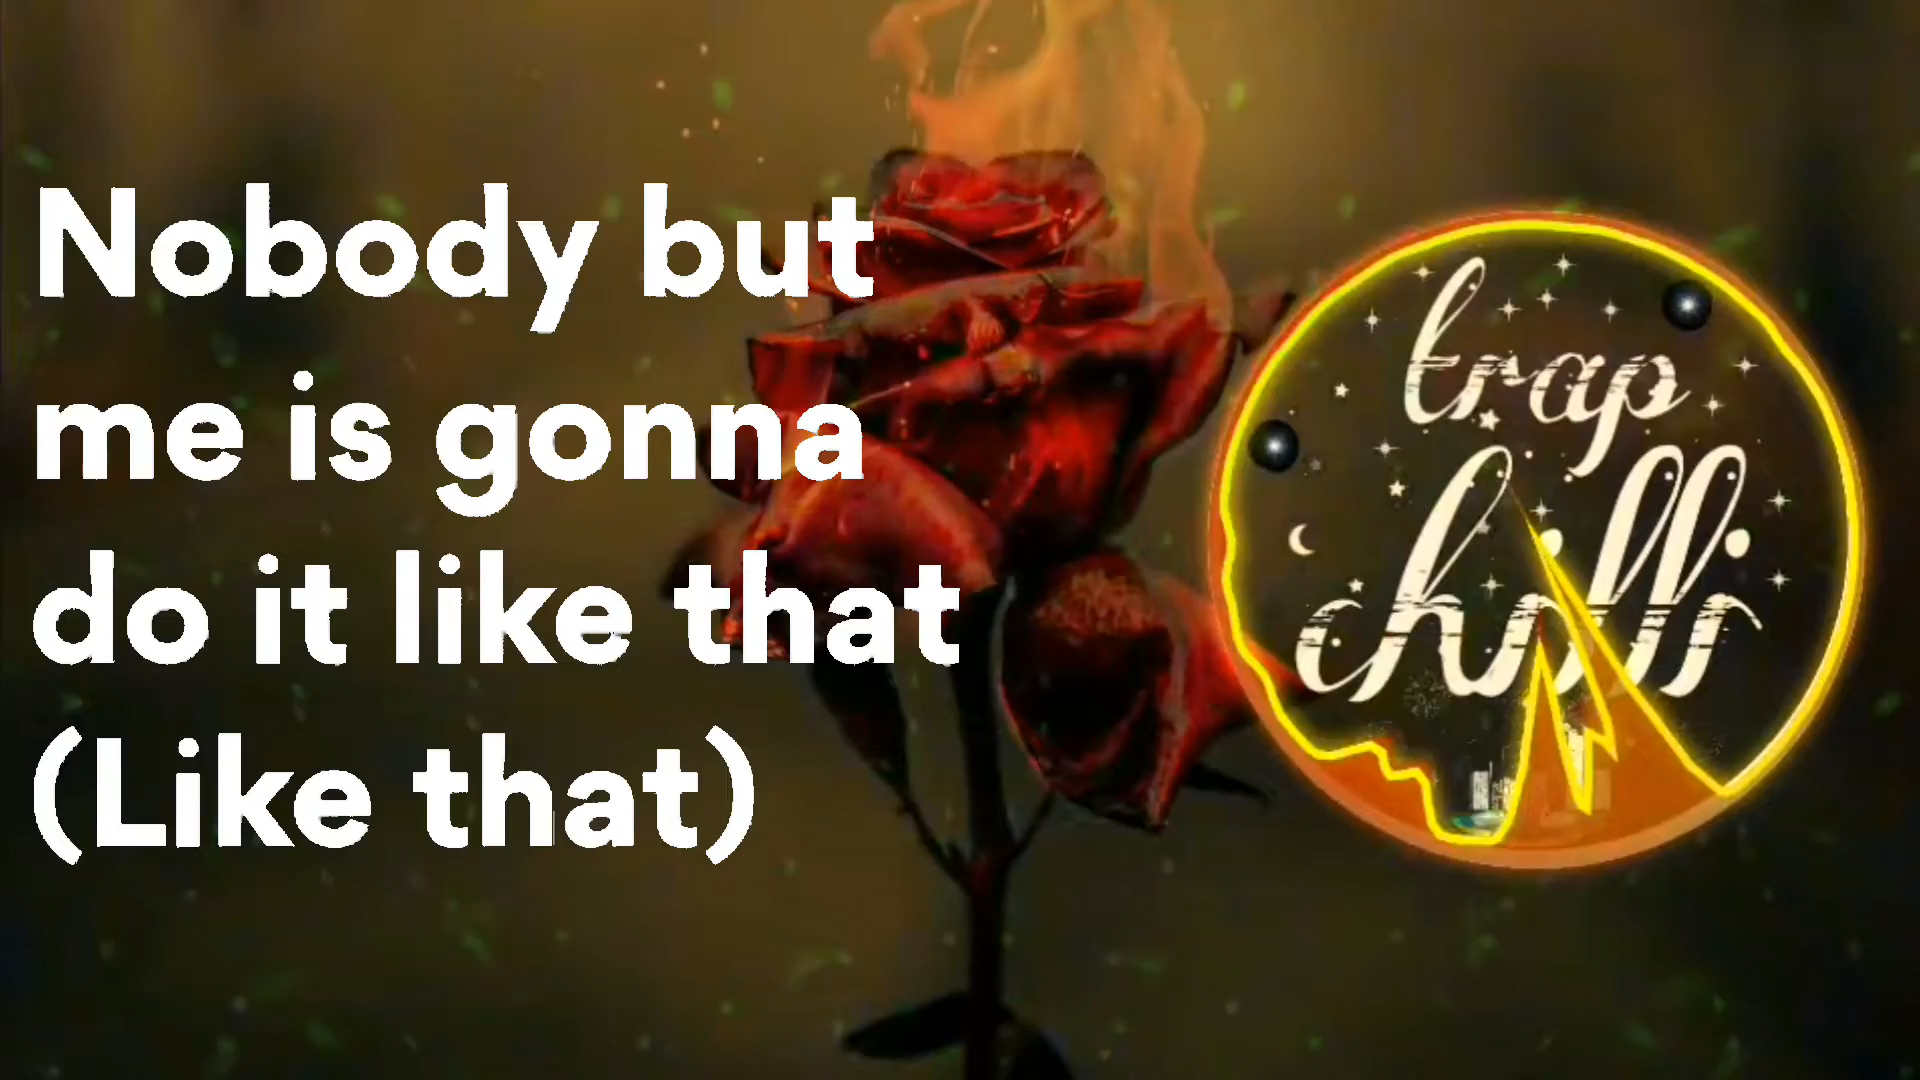 Nobody but
me is gonna
do it like that
(Like that)
trap
chilli